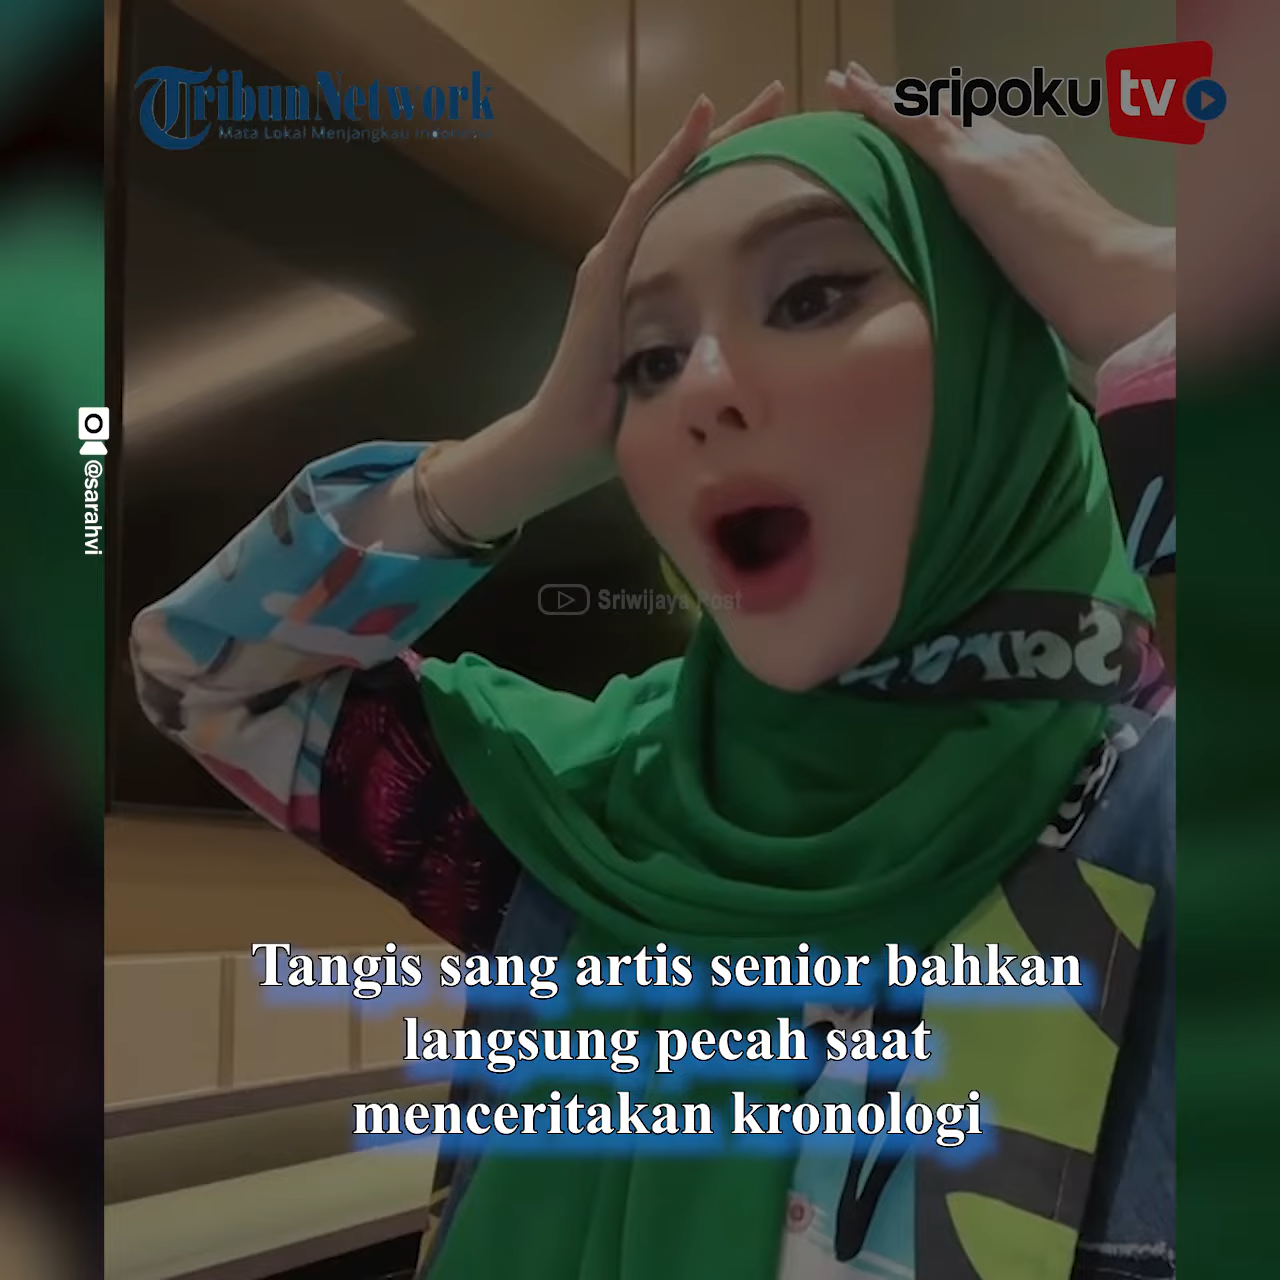 TribunNetwork
Mata Lokal Menjangkau Indonesia
sripoku tv
@sarahvi
Sriwijaya Post
Tangis sang artis senior bahkan
langsung pecah saat
menceritakan kronologi